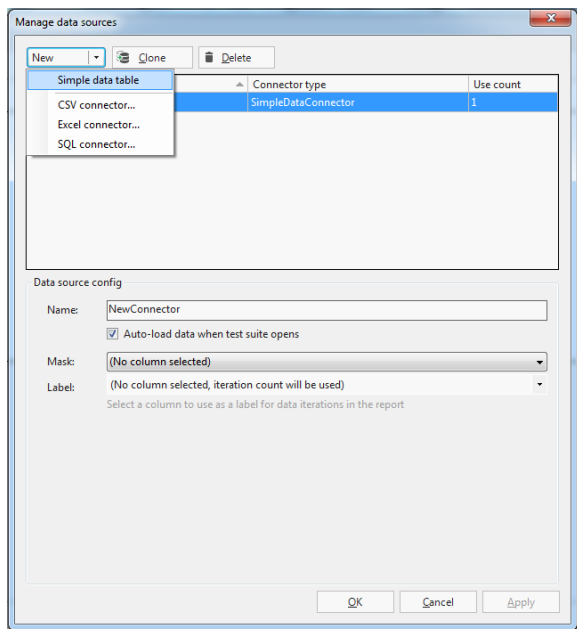 Manage data sources
New Clone Delete
Simple data table
CSV connector...
Excel connector...
SQL connector...
Connector type Use count
SimpleDataConnector 1
Data source config
Name: NewConnector
Auto-load data when test suite opens
Mask: (No column selected)
Label: (No column selected, iteration count will be used)
Select a column to use as a label for data iterations in the report
OK Cancel Apply